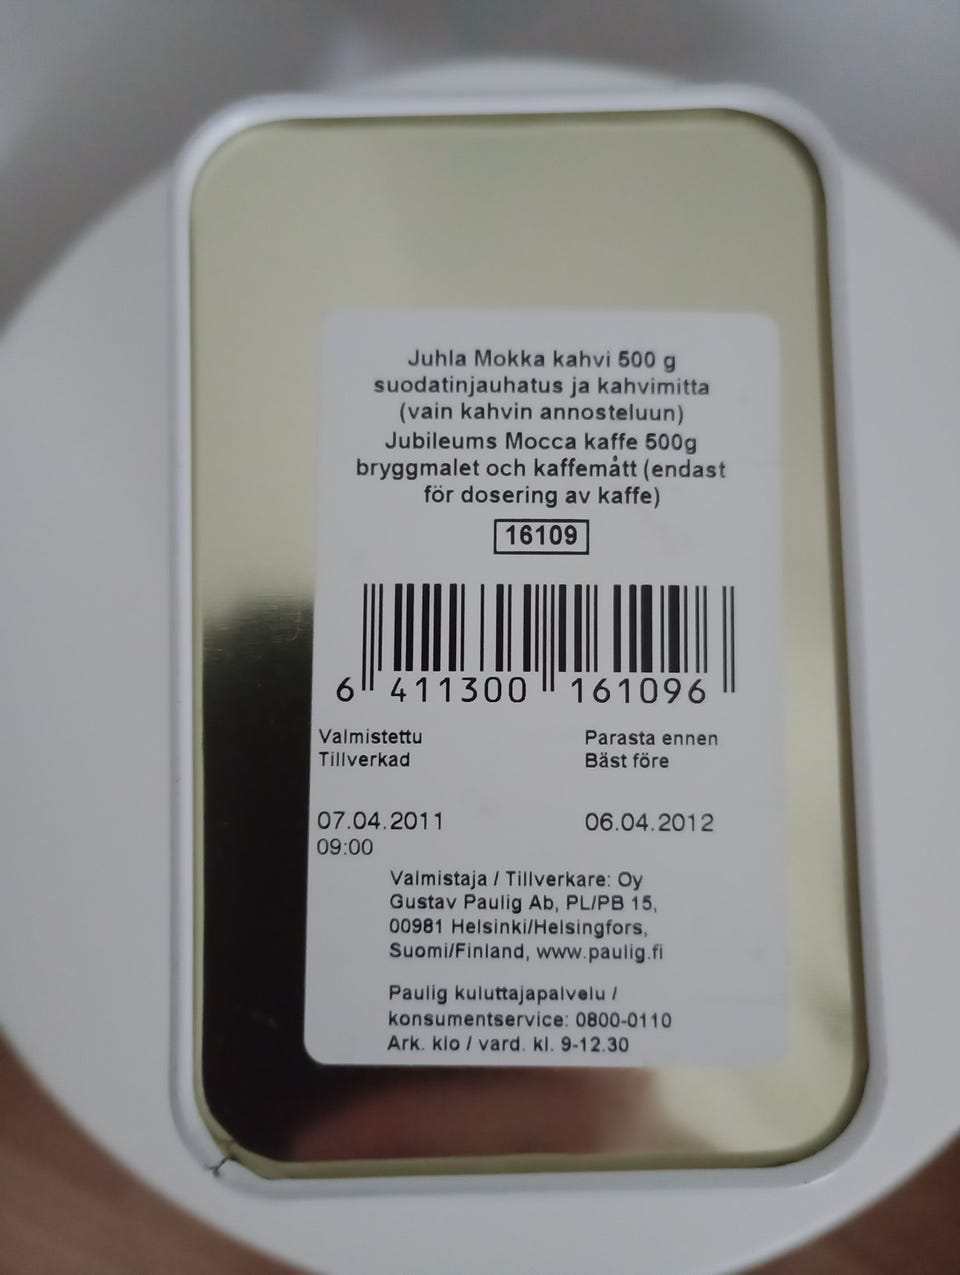 Juhla Mokka kahvi 500 g
suodatinjauhatus ja kahvimitta
(vain kahvin annosteluun)
Jubileums Mocca kaffe 500g
bryggmalet och kaffemått (endast
för dosering av kaffe)
16109
6 411300 161096
Valmistettu Parasta ennen
Tillverkad Bäst före
07.04.2011 06.04.2012
09:00
Valmistaja / Tillverkare: Oy
Gustav Paulig Ab, PL/PB 15,
00981 Helsinki/Helsingfors,
Suomi/Finland, www.paulig.fi
Paulig kuluttajapalvelu /
konsumentservice: 0800-0110
Ark. klo / vard. kl. 9-12.30